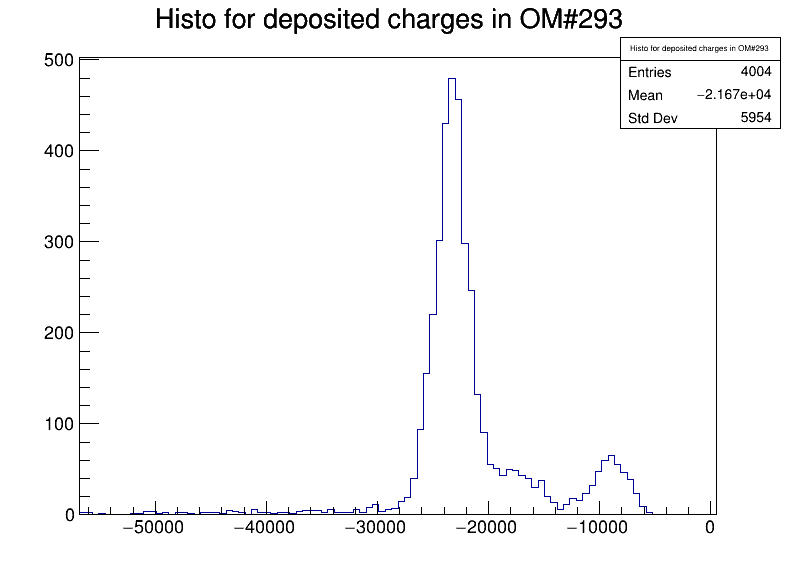 Histo for deposited charges in OM#293
Histo for deposited charges in OM#293
Entries 4004
Mean −2.167e+04
Std Dev 5954
500
400
300
200
100
0
−50000 −40000 −30000 −20000 −10000 0